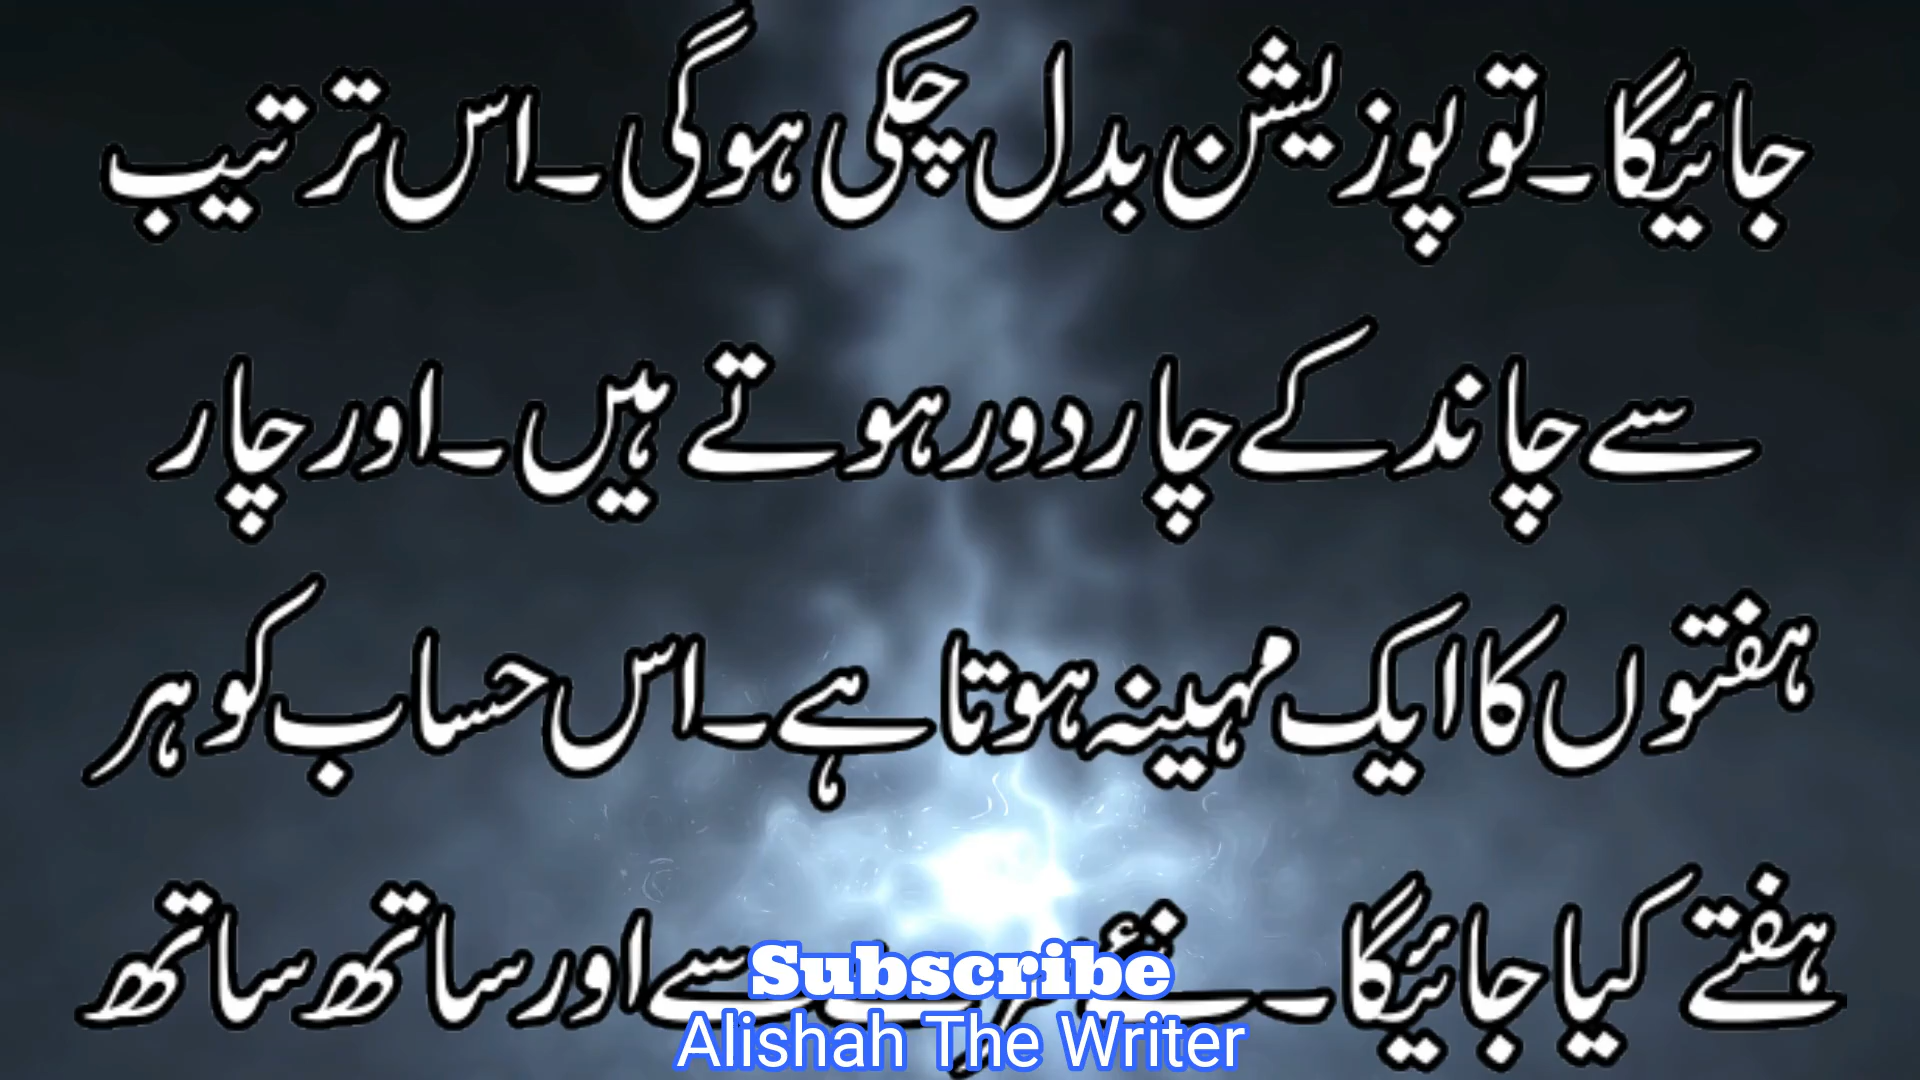 جائیگا۔تو پوزیشن بدل چکی ہوگی۔اس ترتیب
سے چاند کے چار دور ہوتے ہیں۔اور چار
ہفتوں کا ایک مہینہ ہوتا ہے۔اس حساب کو ہر
ہفتے کیا جائیگا۔نئے سے اور ساتھ ساتھ
Subscribe
Alishah The Writer